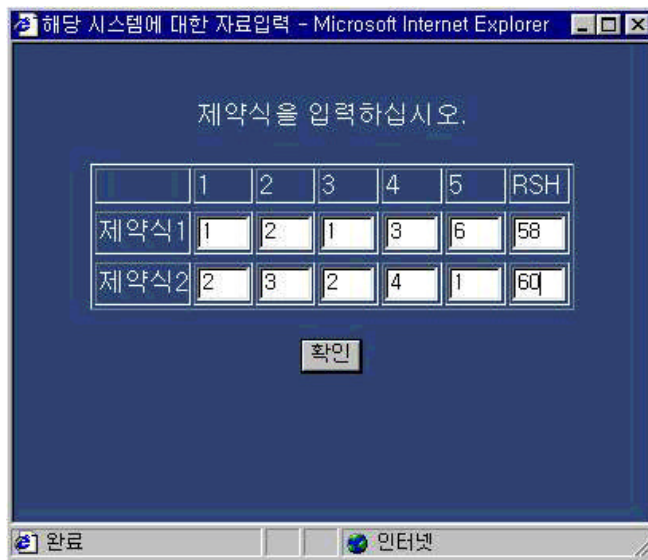 해당 시스템에 대한 자료입력 - Microsoft Internet Explorer
제약식을 입력하십시오.
1 2 3 4 5 RSH
제약식1 1 2 1 3 6 58
제약식2 2 3 2 4 1 60
확인
완료 인터넷